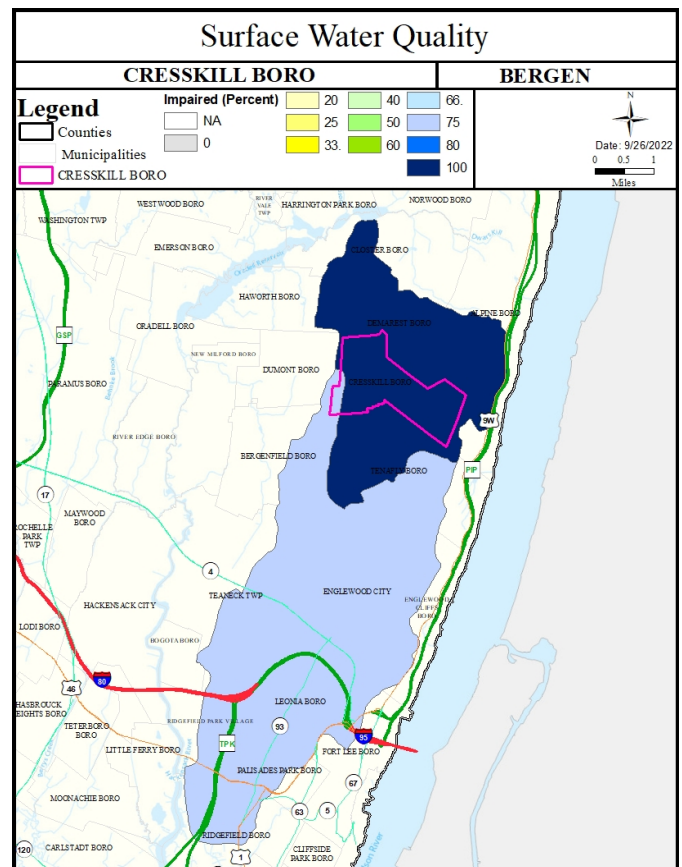 Surface Water Quality
CRESSKILL BORO
BERGEN
Legend
Counties
Municipalities
CRESSKILL BORO
Impaired (Percent)
NA
0
20
25
33.
40
50
60
66.
75
80
100
N
Date: 9/26/2022
0 0.5 1
Miles
WESTWOOD BORO
RIVER
VALE
TWP
HARRINGTON PARK BORO
NORWOOD BORO
WASHINGTON TWP
EMERSON BORO
CLOSTER BORO
HAWORTH BORO
ORADELL BORO
DEMAREST BORO
ALPINE BORO
GSP
NEW MILFORD BORO
DUMONT BORO
CRESSKILL BORO
PARAMUS BORO
9W
RIVER EDGE BORO
BERGENFIELD BORO
TENAFLY BORO
PIP
17
MAYWOOD
BORO
ROCHELLE
PARK
TWP
4
TEANECK TWP
ENGLEWOOD CITY
ENGLEWOOD
CLIFFS
BORO
HACKENSACK CITY
LODI BORO
BOGOTA BORO
80
46
HASBROUCK
HEIGHTS BORO
LEONIA BORO
RIDGEFIELD PARK VILLAGE
93
TETERBORO
BORO
TPK
95
LITTLE FERRY BORO
FORT LEE BORO
PALISADES PARK BORO
67
MOONACHIE BORO
63
5
RIDGEFIELD BORO
120
CARLSTADT BORO
1
CLIFFSIDE
PARK BORO
son River